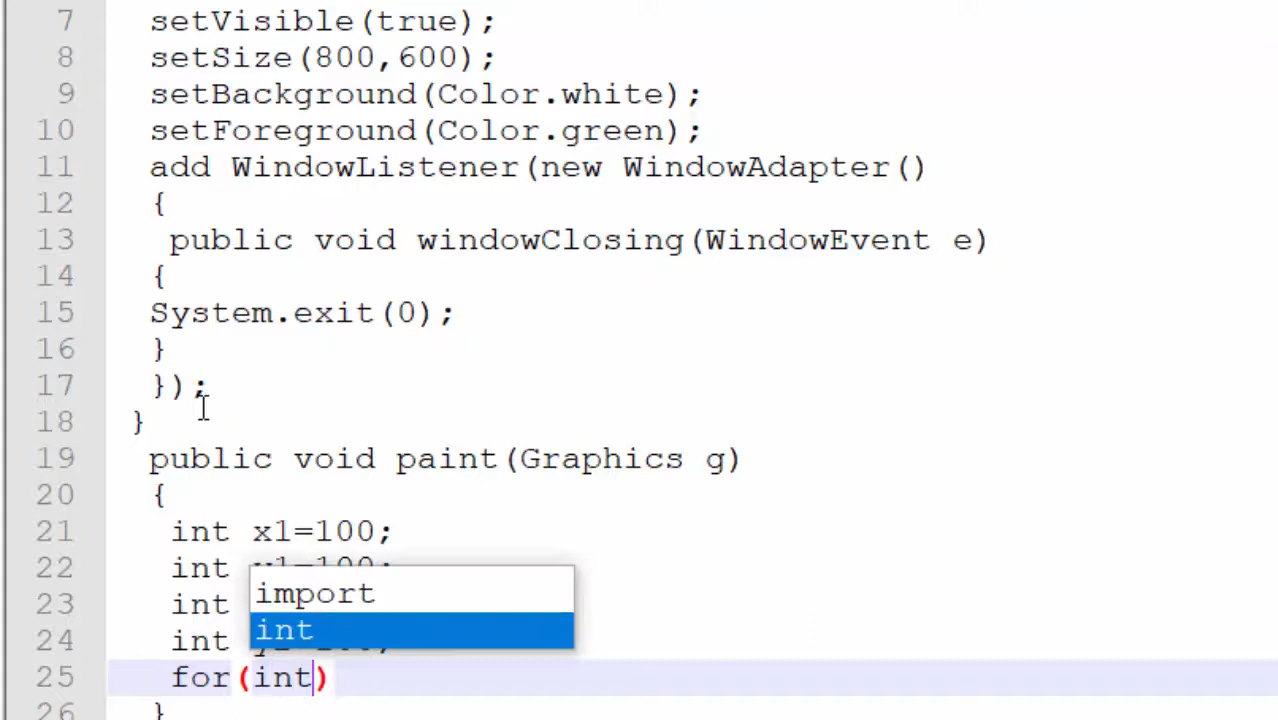 7 setVisible(true);
8 setSize(800,600);
9 setBackground(Color.white);
10 setForeground(Color.green);
11 add WindowListener(new WindowAdapter()
12 {
13 public void windowClosing(WindowEvent e)
14 {
15 System.exit(0);
16 }
17 });
18 }
19 public void paint(Graphics g)
20 {
21 int x1=100;
22 int y1=100;
import
23 int
int
24 int
25 for(int)
26 }